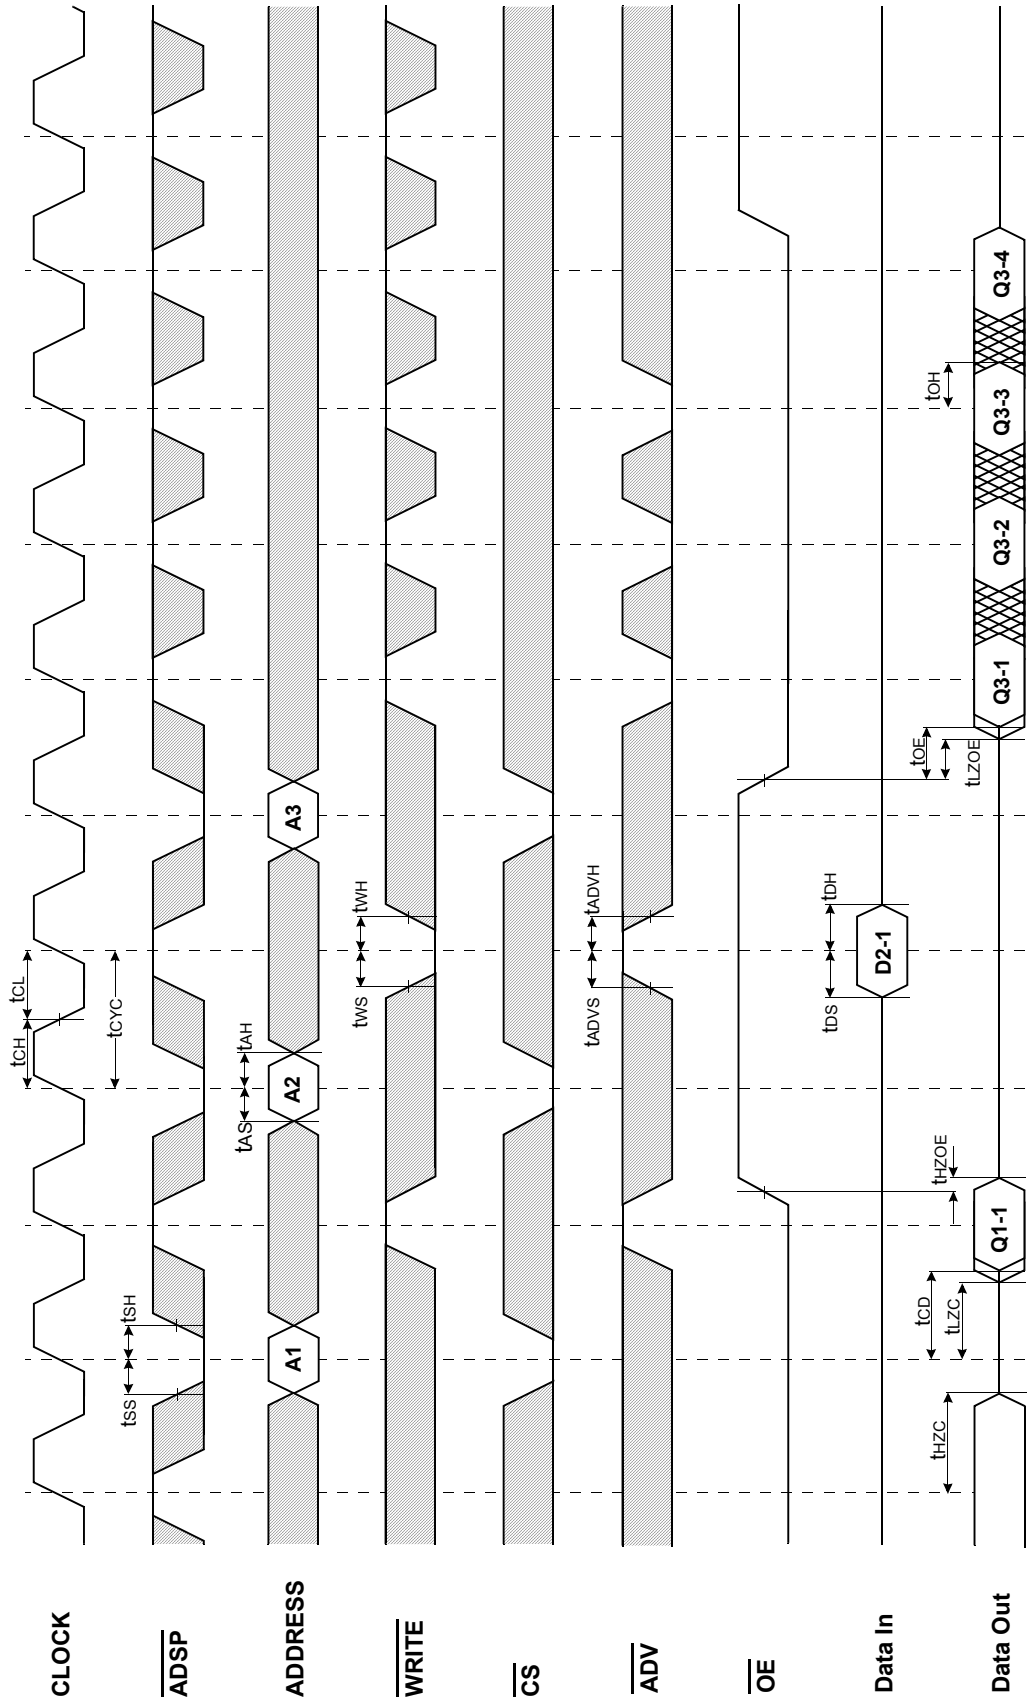 CLOCK
tCH
tCL
tCYC
ADSP
tSS
tSH
ADDRESS
A1
tAS
tAH
A2
A3
WRITE
tWS
tWH
CS
ADV
tADVS
tADVH
OE
Data In
tDS
tDH
D2-1
Data Out
tHZC
tCD
tLZC
tHZOE
Q1-1
tOE
tLZOE
Q3-1
Q3-2
Q3-3
tOH
Q3-4